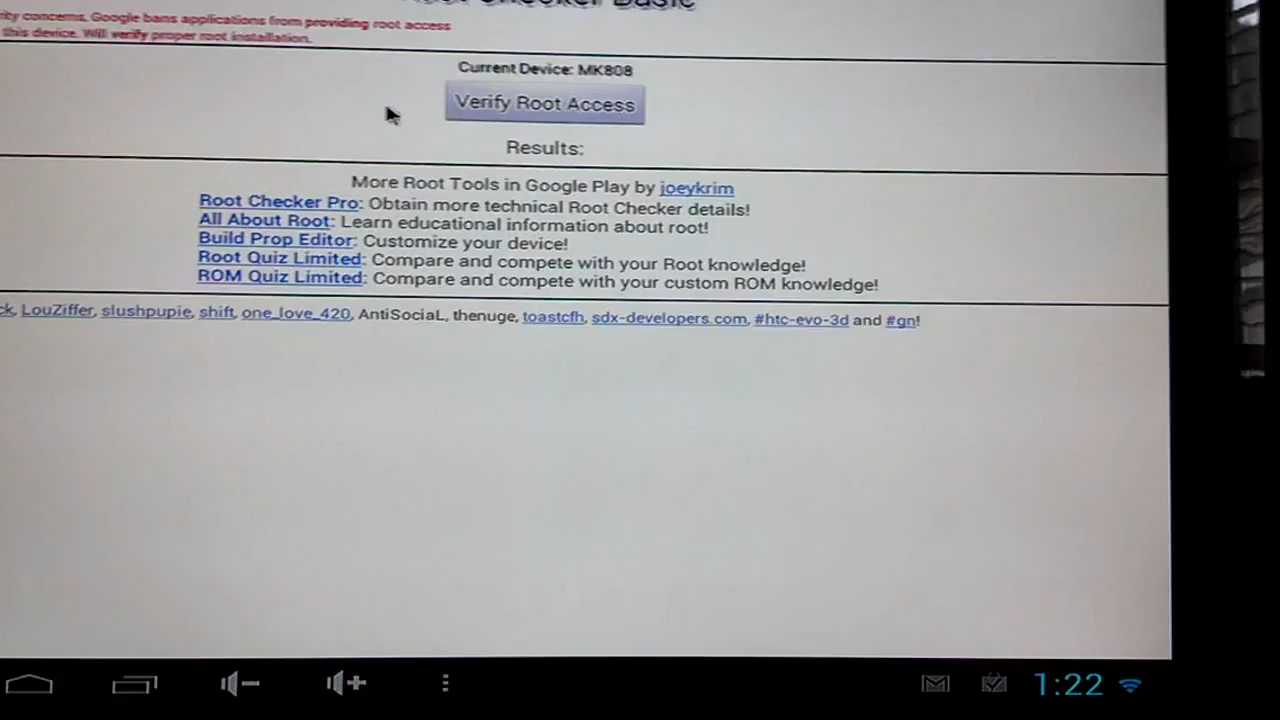 Checker Basic
rity concerns, Google bans applications from providing root access
this device. Will verify proper root installation.
Current Device: MK808
Verify Root Access
Results:
More Root Tools in Google Play by joeykrim
Root Checker Pro: Obtain more technical Root Checker details!
All About Root: Learn educational information about root!
Build Prop Editor: Customize your device!
Root Quiz Limited: Compare and compete with your Root knowledge!
ROM Quiz Limited: Compare and compete with your custom ROM knowledge!
ck, LouZiffer, slushpupie, shift, one_love_420, AntiSociaL, thenuge, toastcfh, sdx-developers.com, #htc-evo-3d and #gn!
1:22